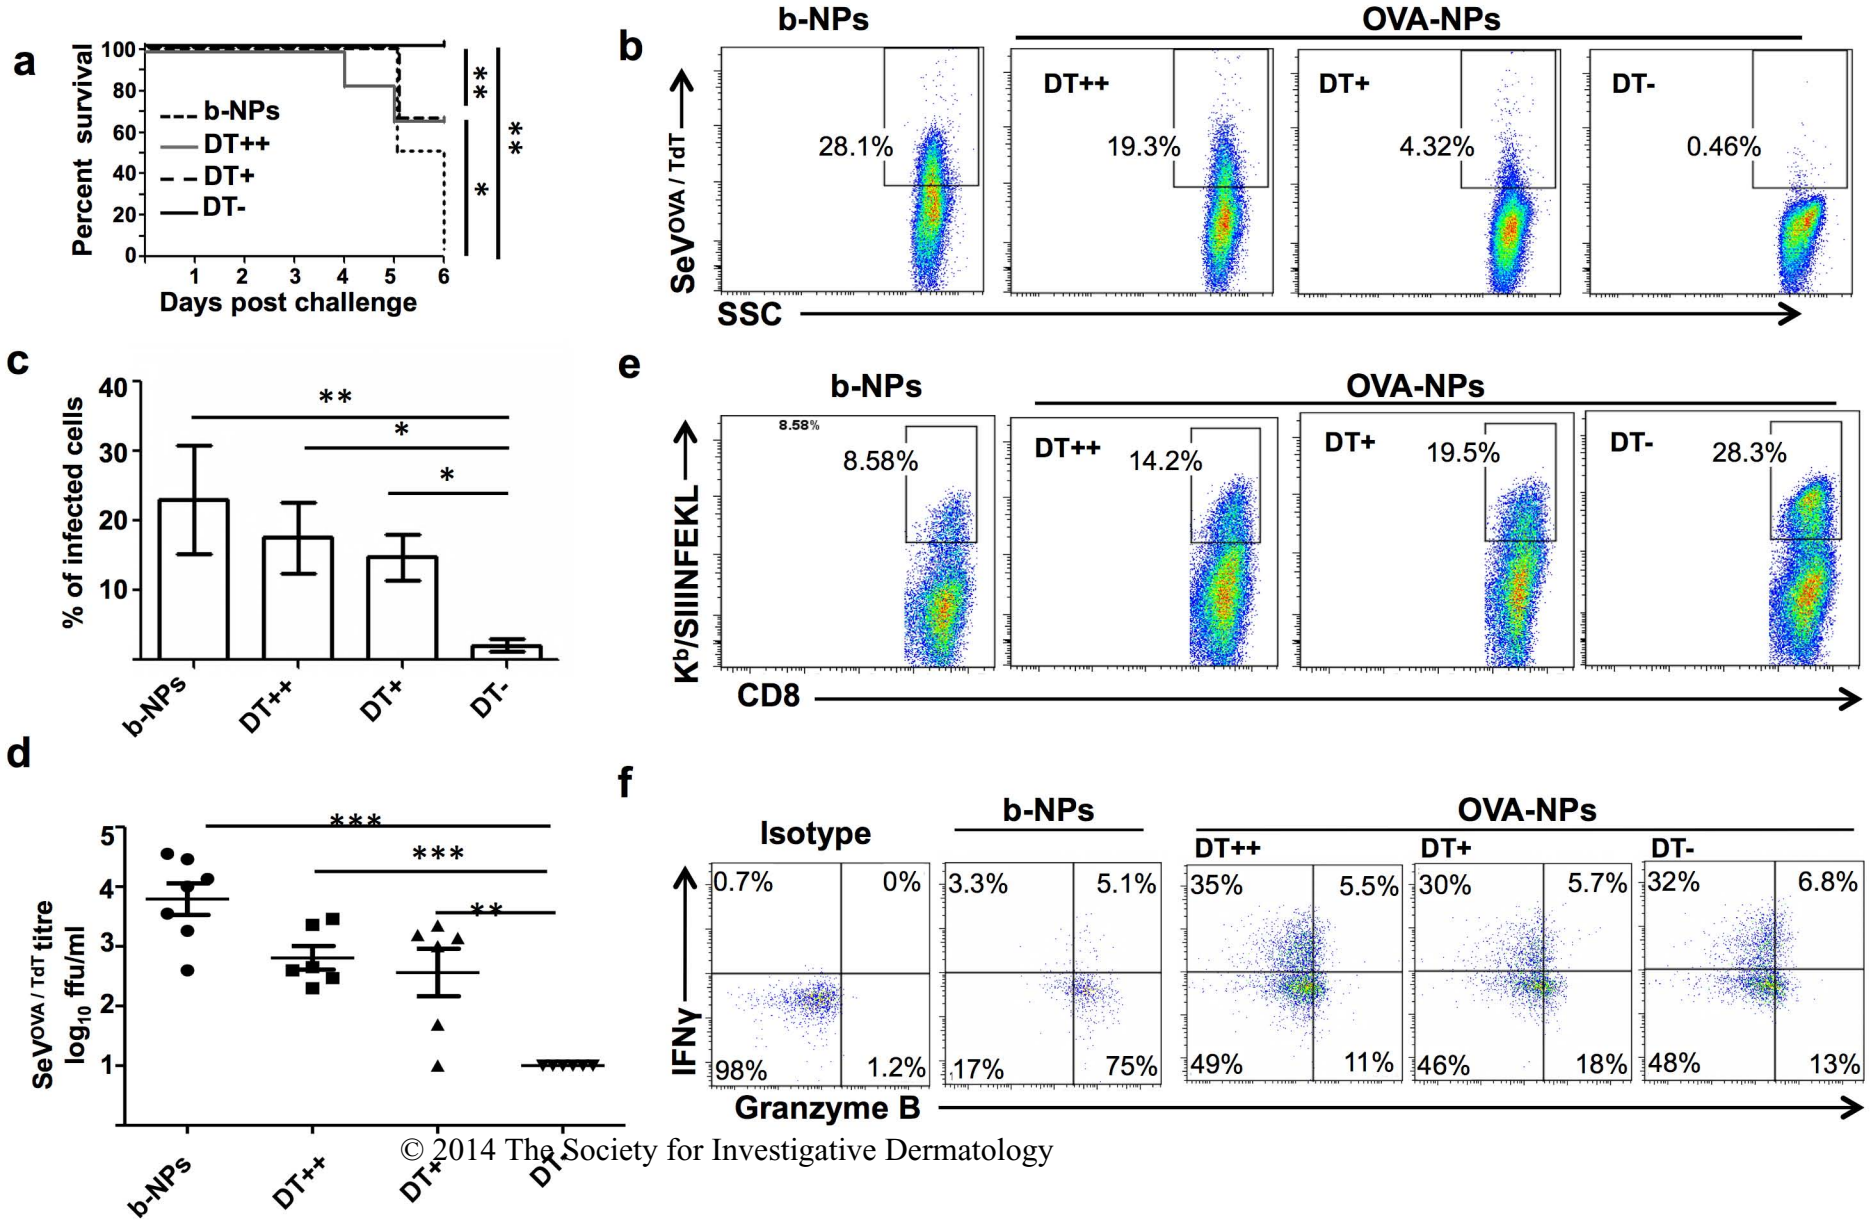 a
Percent survival
100
80
60
40
20
0
b-NPs
DT++
DT+
DT-
**
**
*
1 2 3 4 5 6
Days post challenge
b
b-NPs
OVA-NPs
SeV^OVA / TdT
28.1%
DT++
19.3%
DT+
4.32%
DT-
0.46%
SSC
c
% of infected cells
40
30
20
10
**
*
*
b-NPs
DT++
DT+
DT-
d
SeV^OVA / TdT titre
log10 ffu/ml
5
4
3
2
1
***
***
**
b-NPs
DT++
DT+
DT-
e
b-NPs
OVA-NPs
K^b/SIIINFEKL
8.58%
8.58%
DT++
14.2%
DT+
19.5%
DT-
28.3%
CD8
f
Isotype
b-NPs
OVA-NPs
DT++
DT+
DT-
IFNγ
0.7% 0%
98% 1.2%
3.3% 5.1%
17% 75%
35% 5.5%
49% 11%
30% 5.7%
46% 18%
32% 6.8%
48% 13%
Granzyme B
© 2014 The Society for Investigative Dermatology